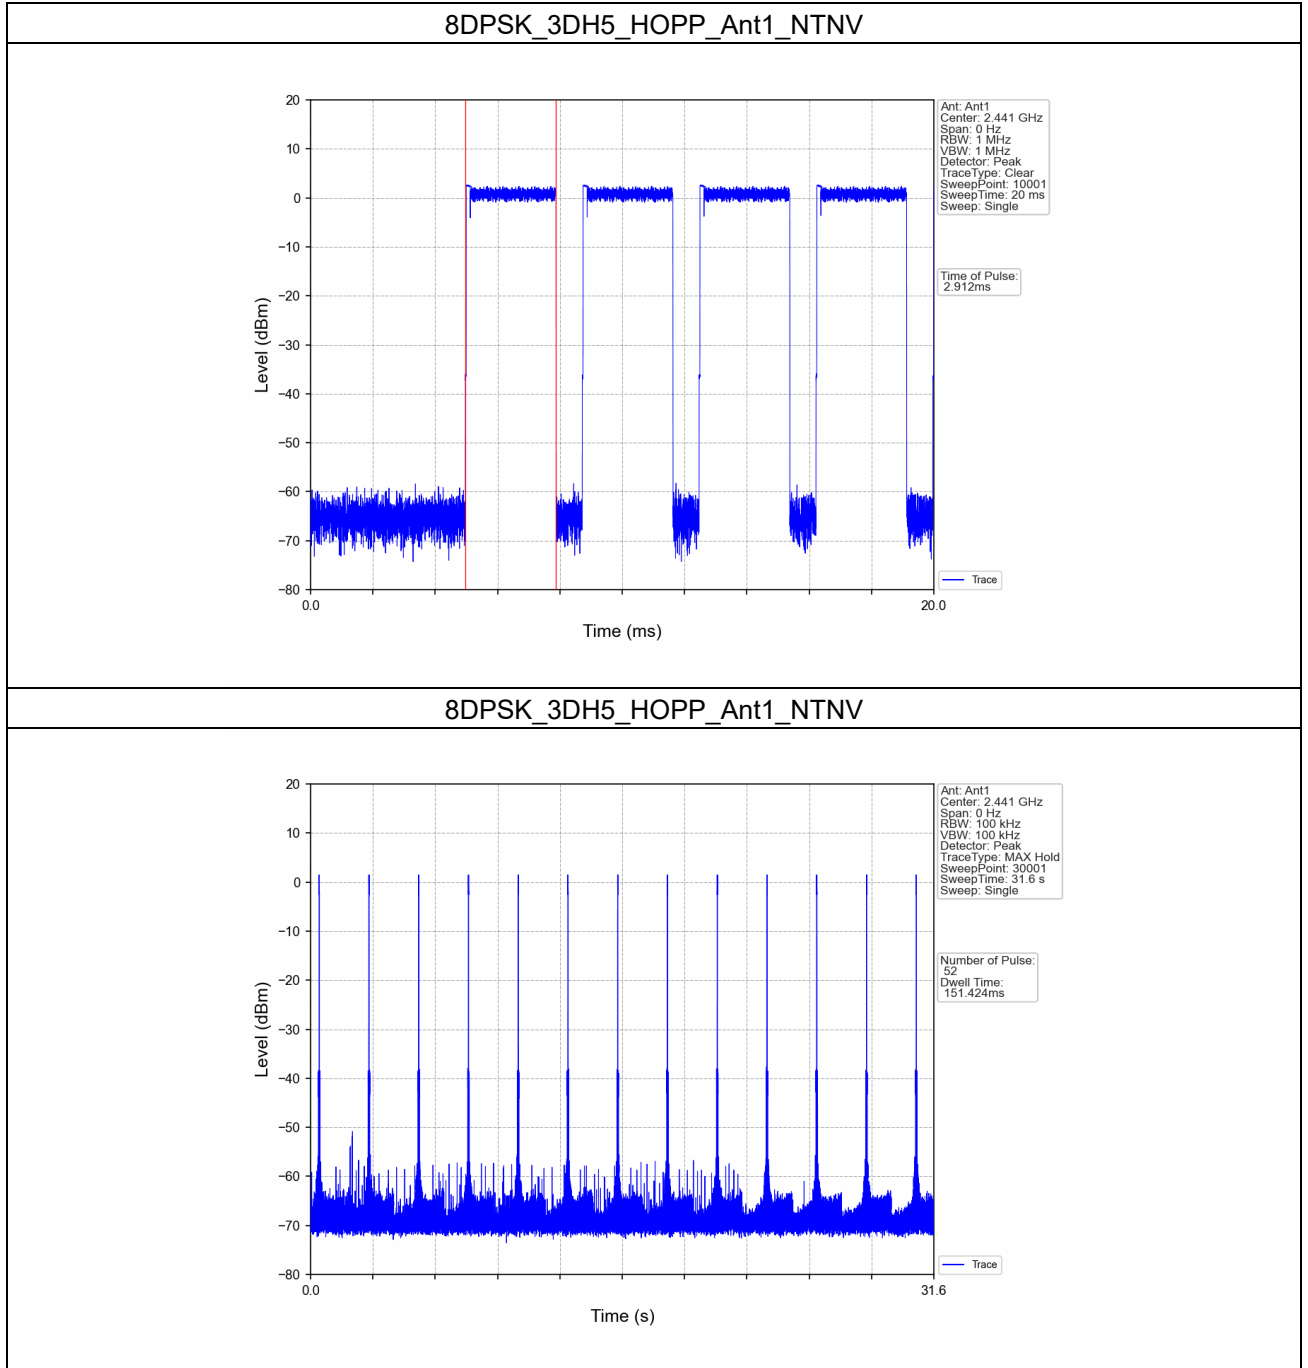 8DPSK_3DH5_HOPP_Ant1_NTNV
20
10
0
−10
−20
−30
−40
−50
−60
−70
−80
Level (dBm)
0.0
20.0
Time (ms)
Ant: Ant1
Center: 2.441 GHz
Span: 0 Hz
RBW: 1 MHz
VBW: 1 MHz
Detector: Peak
TraceType: Clear
SweepPoint: 10001
SweepTime: 20 ms
Sweep: Single
Time of Pulse:
2.912ms
Trace
8DPSK_3DH5_HOPP_Ant1_NTNV
20
10
0
−10
−20
−30
−40
−50
−60
−70
−80
Level (dBm)
0.0
31.6
Time (s)
Ant: Ant1
Center: 2.441 GHz
Span: 0 Hz
RBW: 100 kHz
VBW: 100 kHz
Detector: Peak
TraceType: MAX Hold
SweepPoint: 30001
SweepTime: 31.6 s
Sweep: Single
Number of Pulse:
52
Dwell Time:
151.424ms
Trace